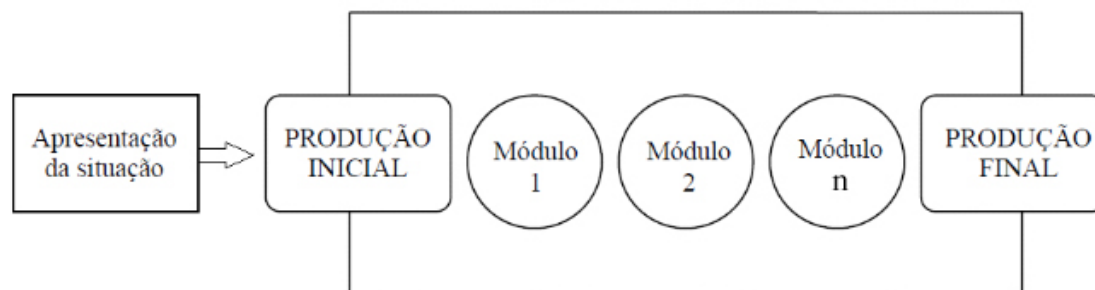 Apresentação
da situação
PRODUÇÃO
INICIAL
Módulo
1
Módulo
2
Módulo
n
PRODUÇÃO
FINAL